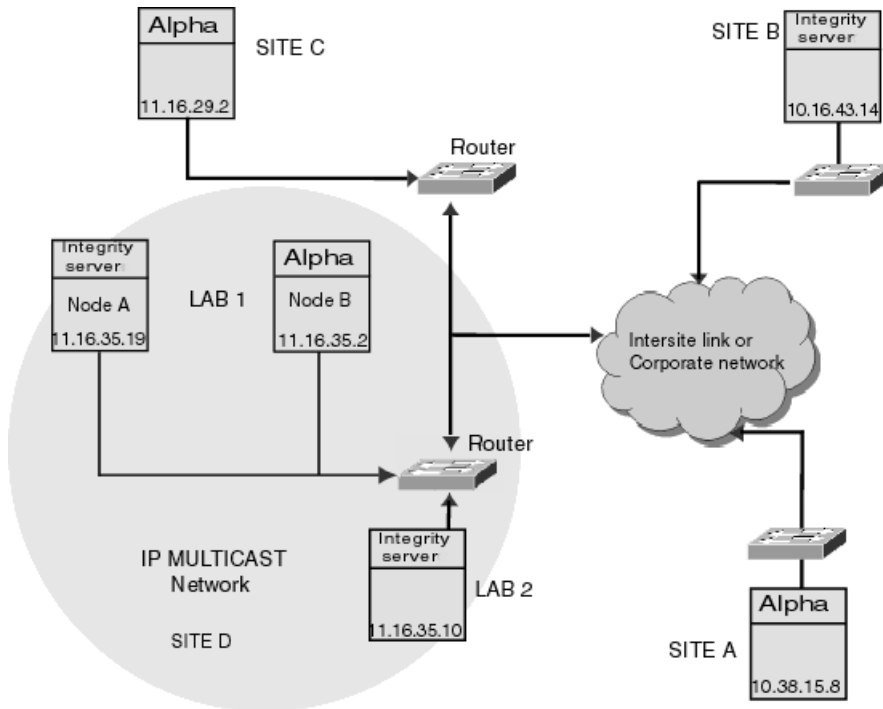 Alpha
11.16.29.2
SITE C
SITE B
Integrity
server
10.16.43.14
Router
Integrity
server
Node A
11.16.35.19
LAB 1
Alpha
Node B
11.16.35.2
Intersite link or
Corporate network
Router
IP MULTICAST
Network
SITE D
Integrity
server
11.16.35.10
LAB 2
SITE A
Alpha
10.38.15.8